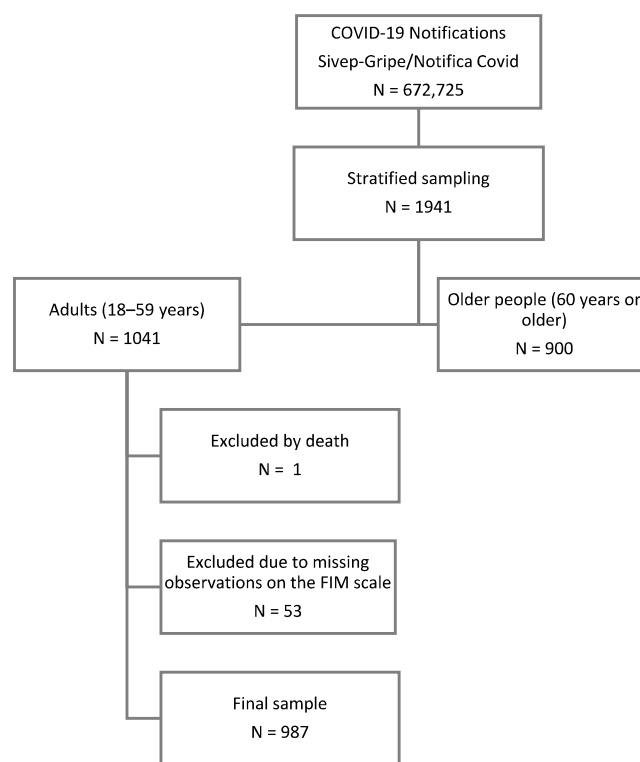 COVID-19 Notifications
Sivep-Gripe/Notifica Covid
N = 672,725
Stratified sampling
N = 1941
Adults (18–59 years)
N = 1041
Older people (60 years or
older)
N = 900
Excluded by death
N =  1
Excluded due to missing
observations on the FIM scale
N = 53
Final sample
N = 987